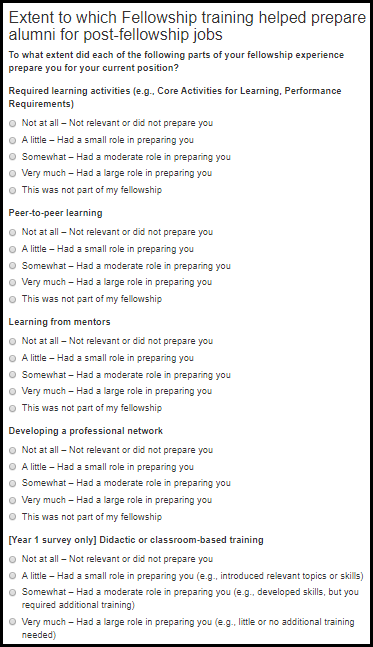 Extent to which Fellowship training helped prepare
alumni for post-fellowship jobs
To what extent did each of the following parts of your fellowship experience
prepare you for your current position?
Required learning activities (e.g., Core Activities for Learning, Performance
Requirements)
Not at all – Not relevant or did not prepare you
A little – Had a small role in preparing you
Somewhat – Had a moderate role in preparing you
Very much – Had a large role in preparing you
This was not part of my fellowship
Peer-to-peer learning
Not at all – Not relevant or did not prepare you
A little – Had a small role in preparing you
Somewhat – Had a moderate role in preparing you
Very much – Had a large role in preparing you
This was not part of my fellowship
Learning from mentors
Not at all – Not relevant or did not prepare you
A little – Had a small role in preparing you
Somewhat – Had a moderate role in preparing you
Very much – Had a large role in preparing you
This was not part of my fellowship
Developing a professional network
Not at all – Not relevant or did not prepare you
A little – Had a small role in preparing you
Somewhat – Had a moderate role in preparing you
Very much – Had a large role in preparing you
This was not part of my fellowship
[Year 1 survey only] Didactic or classroom-based training
Not at all – Not relevant or did not prepare you
A little – Had a small role in preparing you (e.g., introduced relevant topics or skills)
Somewhat – Had a moderate role in preparing you (e.g., developed skills, but you
required additional training)
Very much – Had a large role in preparing you (e.g., little or no additional training
needed)